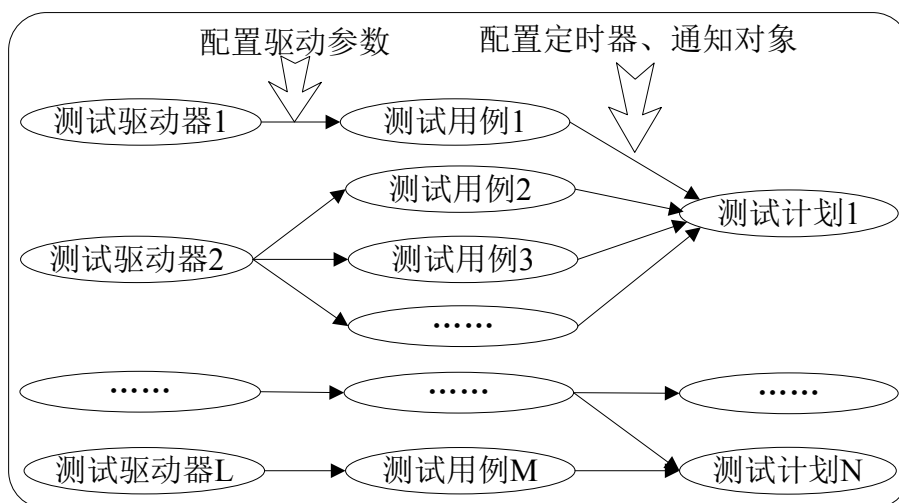 配置驱动参数
配置定时器、通知对象
测试驱动器1
测试用例1
测试用例2
测试计划1
测试驱动器2
测试用例3
……
……
……
……
测试驱动器L
测试用例M
测试计划N